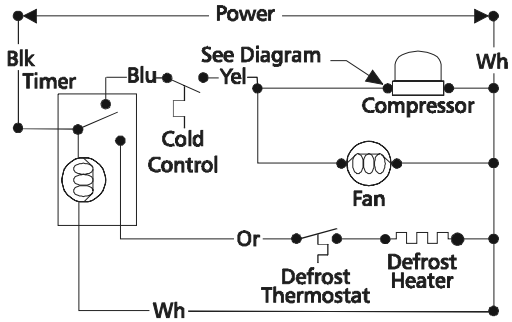 Power
Blk
See Diagram
Wh
Timer
Blu
Yel
Compressor
Cold
Control
Fan
Or
Defrost
Thermostat
Defrost
Heater
Wh